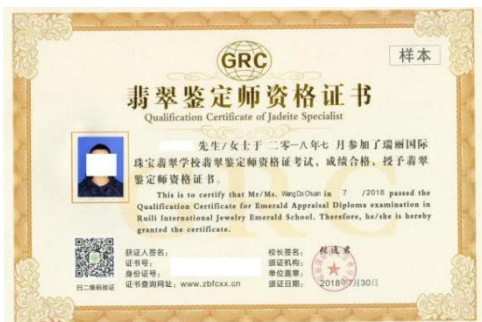 GRC
样本
翡翠鉴定师资格证书
Qualification Certificate of Jadeite Specialist
先生/女士于 二零一八年七 月参加了瑞丽国际
珠宝翡翠学校翡翠鉴定师资格证考试，成绩合格，授予翡翠
鉴定师资格证书。
This is to certify that Mr/Ms. WangDaChuan in 7 /2018 passed the
Qualification Certificate for Emerald Appraisal Diploma examination in
Ruili International Jewelry Emerald School. Therefore, he/she is hereby
granted the certificate.
获证人签名：
证书号：
身份证号：
证书查询网址：www.zbfcxx.cn
校长签名：
颁证机构：
单位盖章：
颁证日期： 2018年7月30日
扫二维码验证